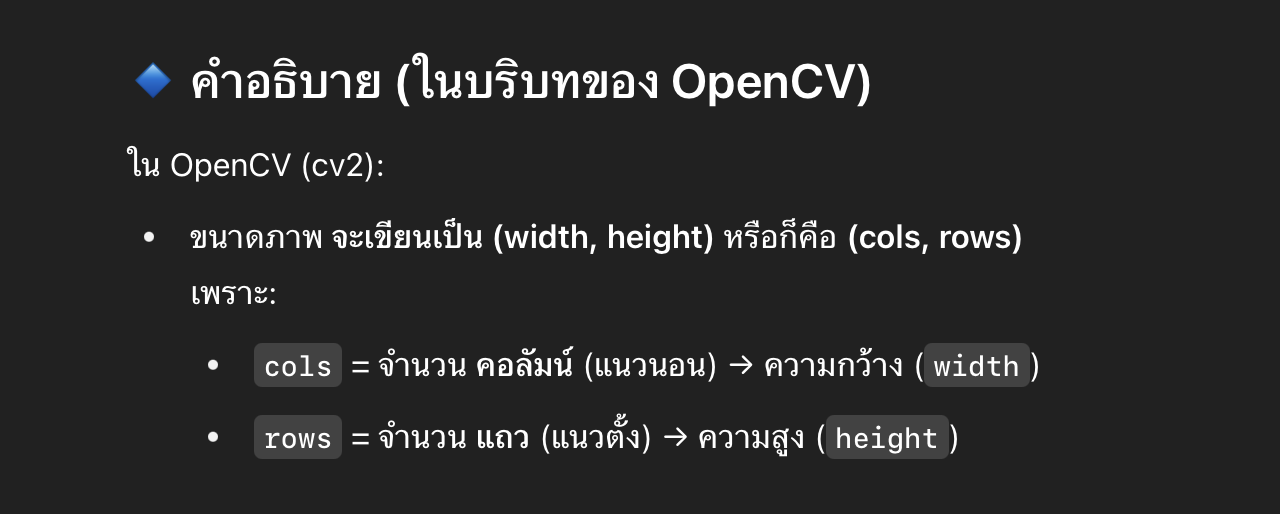 🔷 คำอธิบาย (ในบริบทของ OpenCV)
ใน OpenCV (cv2):
• ขนาดภาพ จะเขียนเป็น (width, height) หรือก็คือ (cols, rows)
เพราะ:
• cols = จำนวน คอลัมน์ (แนวนอน) → ความกว้าง (width)
• rows = จำนวน แถว (แนวตั้ง) → ความสูง (height)